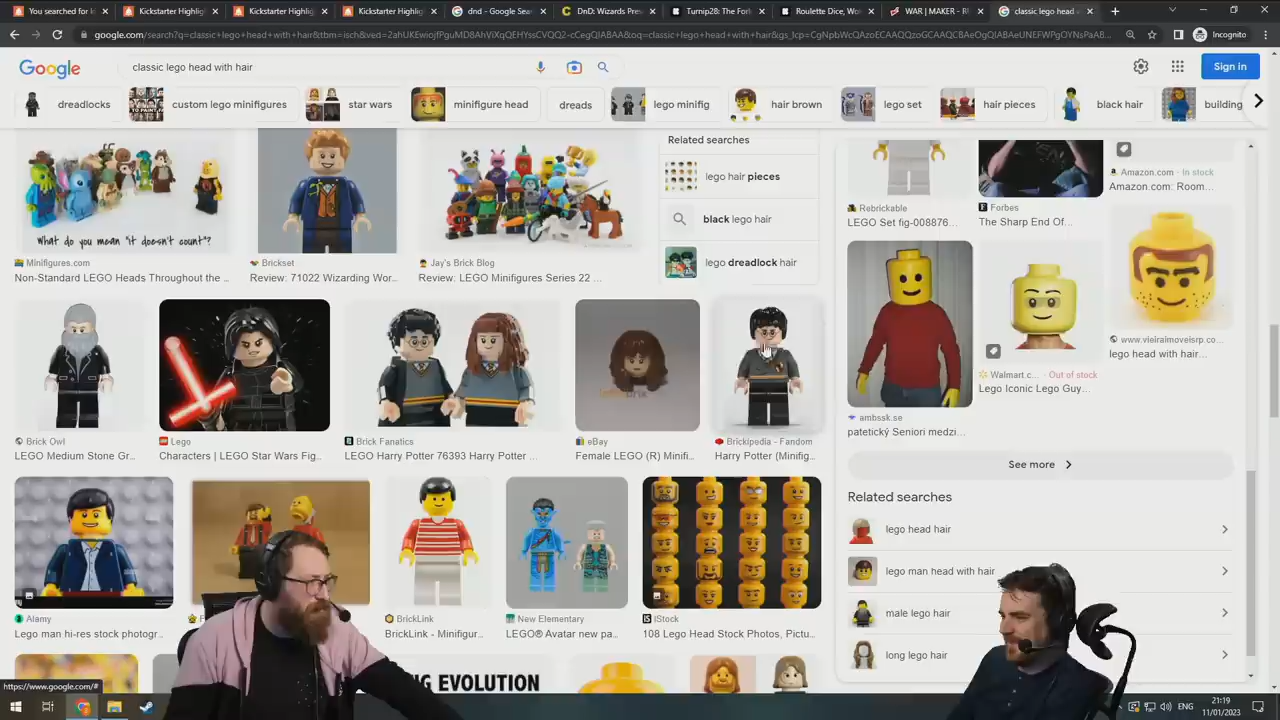 You searched for ki
Kickstarter Highlig
Kickstarter Highlig
Kickstarter Highlig
dnd - Google Sear
DnD: Wizards Prev
Turnip28: The For
Roulette Dice, Wo
WAR | MAKER - RI
classic lego head
Incognito
Google
classic lego head with hair
Sign in
dreadlocks
custom lego minifigures
star wars
minifigure head
dreads
lego minifig
hair brown
lego set
hair pieces
black hair
building
What do you mean "it doesn't count"?
Minifigures.com
Non-Standard LEGO Heads Throughout the ...
Brickset
Review: 71022 Wizarding Wor...
Jay's Brick Blog
Review: LEGO Minifigures Series 22 ...
Related searches
lego hair pieces
black lego hair
lego dreadlock hair
Brick Owl
LEGO Medium Stone Gr...
Lego
Characters | LEGO Star Wars Fig...
Brick Fanatics
LEGO Harry Potter 76393 Harry Potter ...
eBay
Female LEGO (R) Minifi...
Brickipedia - Fandom
Harry Potter (Minifig...
Alamy
Lego man hi-res stock photogr...
BrickLink
BrickLink - Minifigur...
New Elementary
LEGO® Avatar new pa...
iStock
108 Lego Head Stock Photos, Pictu...
EVOLUTION
Rebrickable
LEGO Set fig-008876...
Forbes
The Sharp End Of...
Amazon.com · In stock
Amazon.com: Room...
ambssk.se
patetický Seniori medzi...
Walmart.c... · Out of stock
Lego Iconic Lego Guy...
lego head with hair...
See more
Related searches
lego head hair
lego man head with hair
male lego hair
long lego hair
https://www.google.com/#
ENG
21:19
11/01/2023